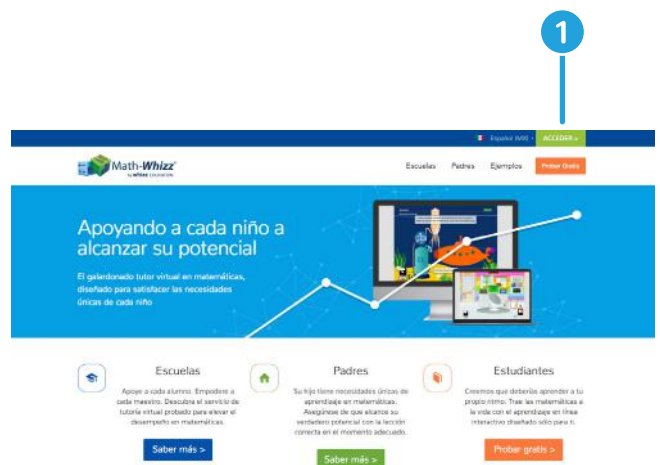 1
Español (MX)
ACCEDER >
Math-Whizz
by whizz EDUCATION
Escuelas Padres Ejemplos Probar Gratis
Apoyando a cada niño a
alcanzar su potencial
El galardonado tutor virtual en matemáticas,
diseñado para satisfacer las necesidades
únicas de cada niño
Escuelas
Apoye a cada alumno. Empodere a
cada maestro. Descubra el servicio de
tutoría virtual probado para elevar el
desempeño en matemáticas.
Saber más >
Padres
Su hijo tiene necesidades únicas de
aprendizaje en matemáticas.
Asegúrese de que alcance su
verdadero potencial con la lección
correcta en el momento adecuado.
Saber más >
Estudiantes
Creemos que deberías aprender a tu
propio ritmo. Trae las matemáticas a
la vida con el aprendizaje en línea
interactivo diseñado sólo para ti.
Probar gratis >